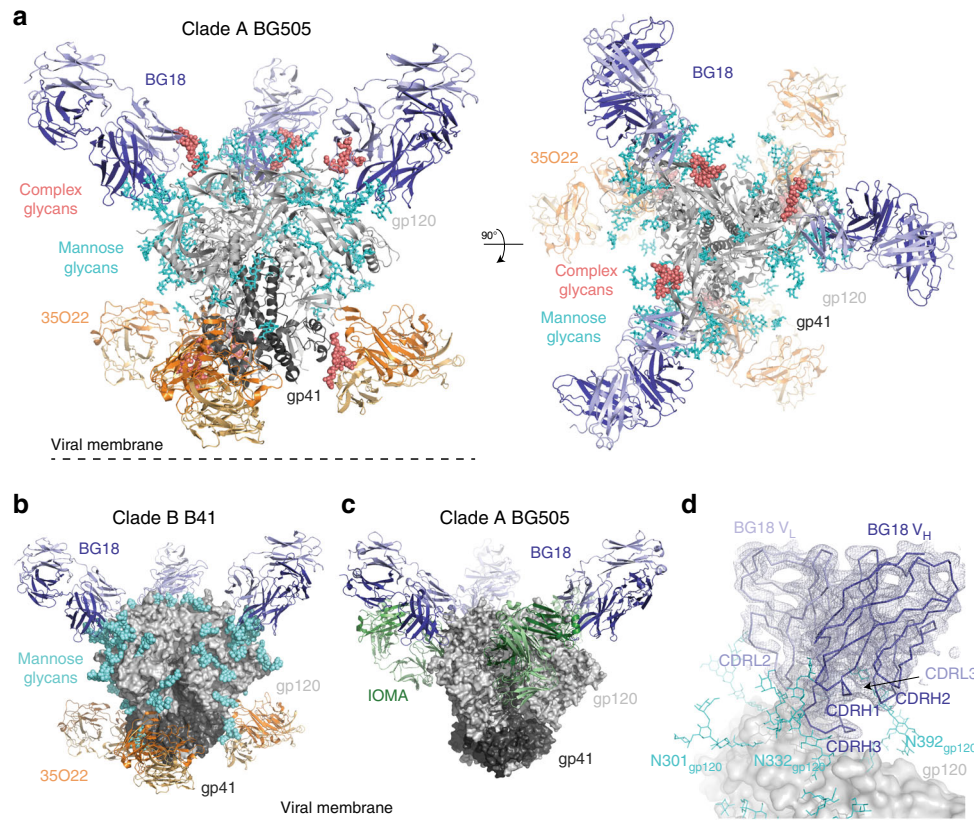 a
Clade A BG505
BG18
Complex
glycans
Mannose
glycans
gp120
35O22
gp41
Viral membrane
90°
BG18
35O22
Complex
glycans
Mannose
glycans
gp120
gp41
b
Clade B B41
BG18
Mannose
glycans
gp120
35O22
gp41
c
Clade A BG505
BG18
IOMA
gp120
gp41
Viral membrane
d
BG18 VL
BG18 VH
CDRL2
CDRL3
CDRH1
CDRH2
CDRH3
N301gp120
N332gp120
N392gp120
gp120